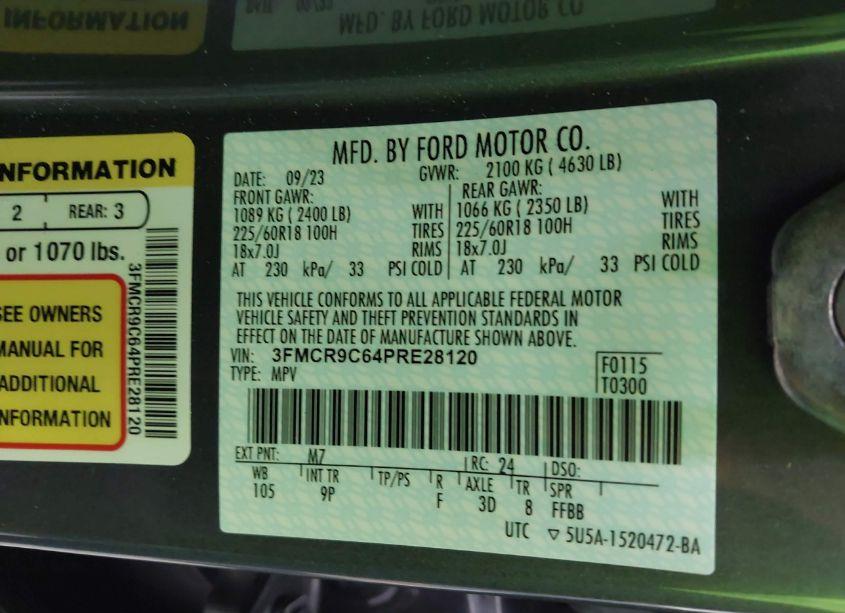 INFORMATION
MFD. BY FORD MOTOR CO.
NFORMATION
2 REAR: 3
or 1070 lbs.
SEE OWNERS
MANUAL FOR
ADDITIONAL
INFORMATION
3FMCR9C64PRE28120
MFD. BY FORD MOTOR CO.
DATE: 09/23 GVWR: 2100 KG ( 4630 LB)
FRONT GAWR: REAR GAWR:
1089 KG ( 2400 LB) WITH 1066 KG ( 2350 LB) WITH
225/60R18 100H TIRES 225/60R18 100H TIRES
18x7.0J RIMS 18x7.0J RIMS
AT 230 kPa/ 33 PSI COLD AT 230 kPa/ 33 PSI COLD
THIS VEHICLE CONFORMS TO ALL APPLICABLE FEDERAL MOTOR
VEHICLE SAFETY AND THEFT PREVENTION STANDARDS IN
EFFECT ON THE DATE OF MANUFACTURE SHOWN ABOVE.
VIN: 3FMCR9C64PRE28120
TYPE: MPV
F0115
T0300
EXT PNT: M7 RC: 24 DSO:
WB INT TR TP/PS R AXLE TR SPR
105 9P F 3D 8 FFBB
UTC ▽ 5U5A-1520472-BA